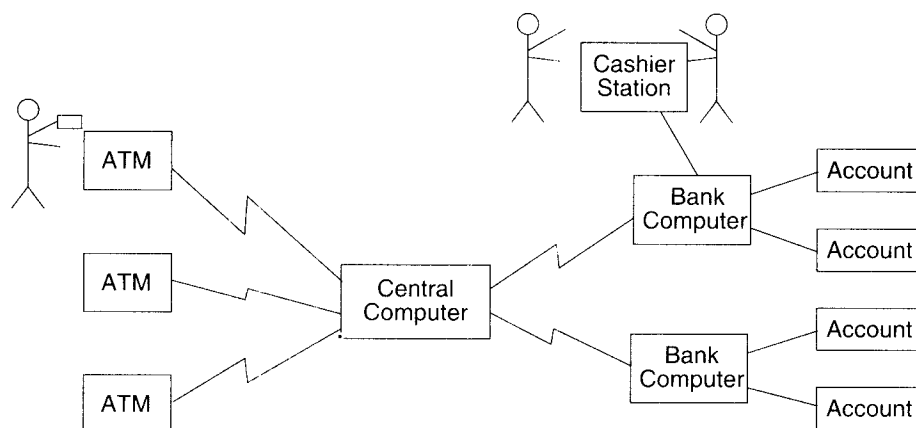 Cashier
Station
ATM
Account
Bank
Computer
Account
ATM
Central
Computer
Account
Bank
Computer
ATM
Account